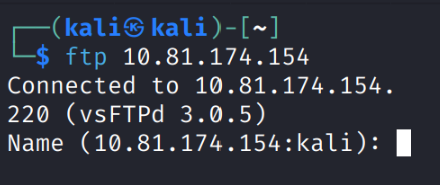 ┌──(kali㉿kali)-[~]
└─$ ftp 10.81.174.154
Connected to 10.81.174.154.
220 (vsFTPd 3.0.5)
Name (10.81.174.154:kali):